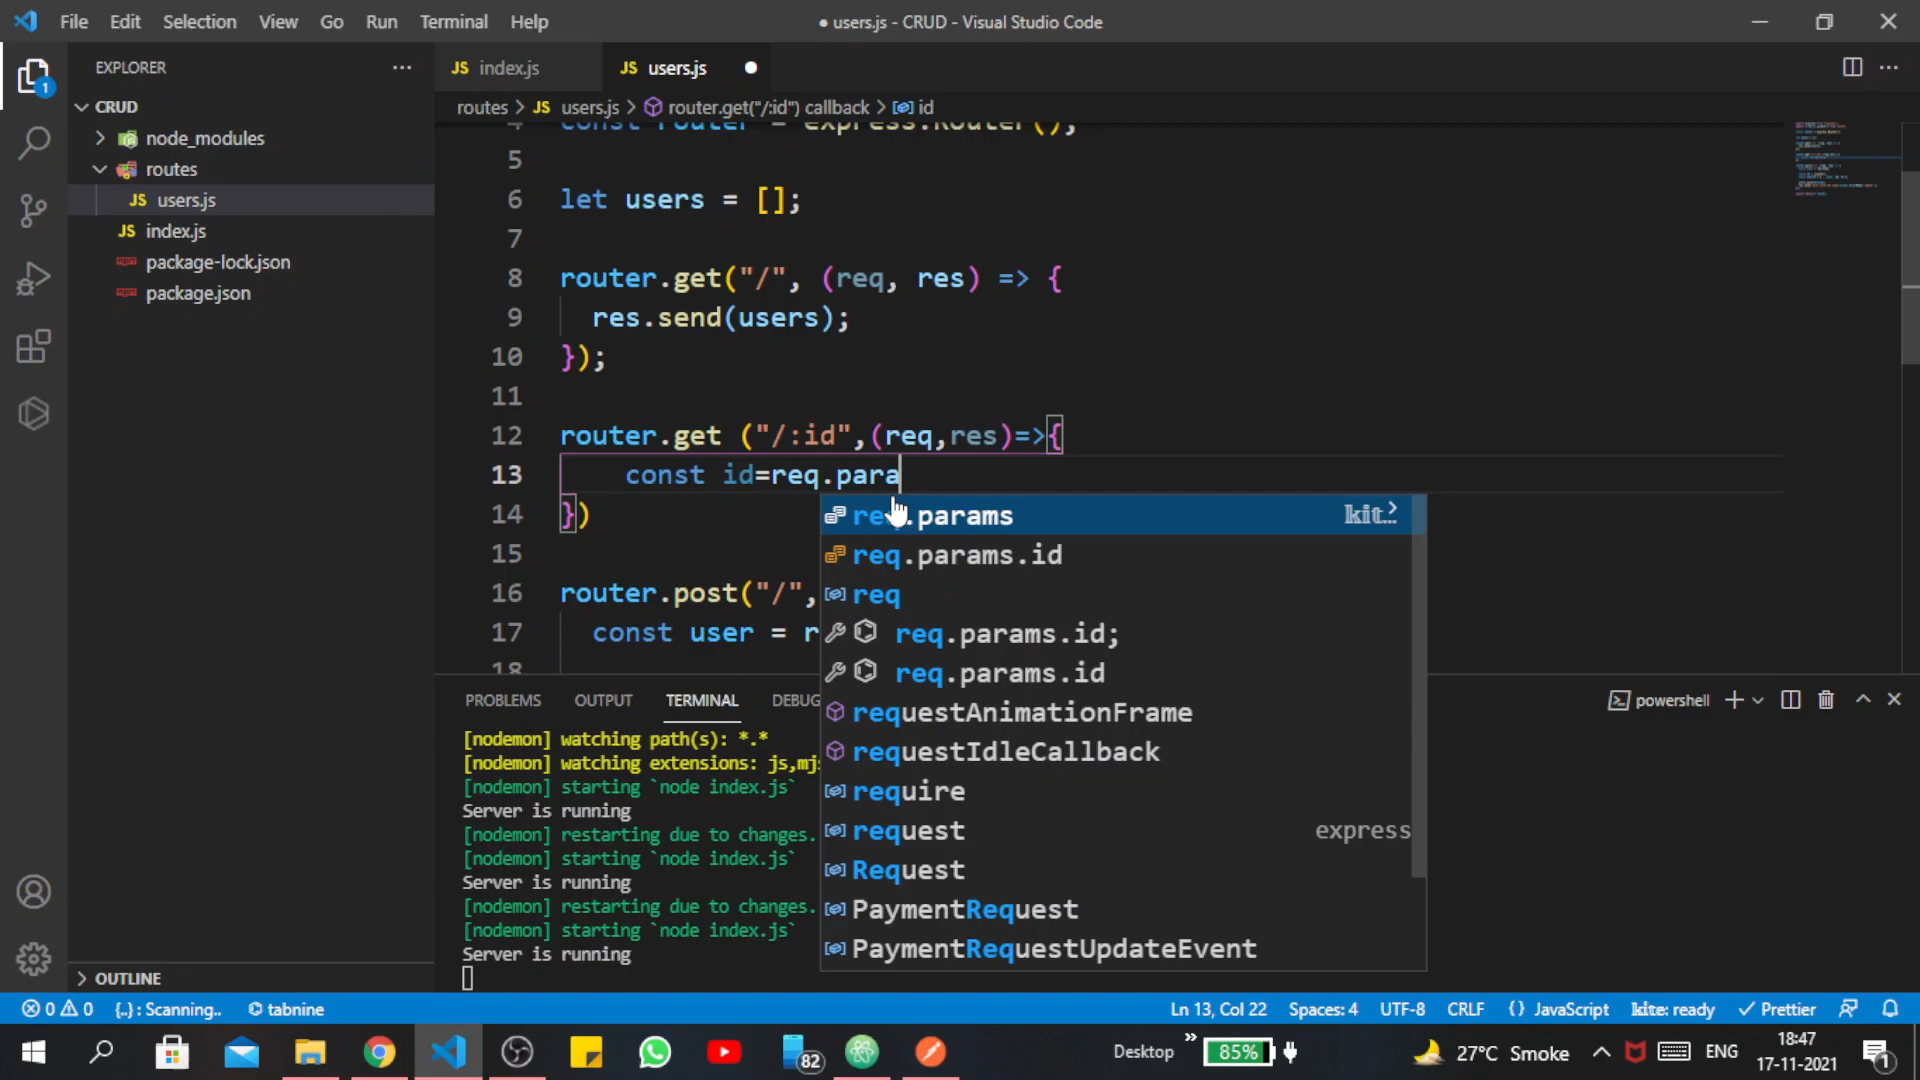 File Edit Selection View Go Run Terminal Help
● users.js - CRUD - Visual Studio Code
EXPLORER
CRUD
node_modules
routes
JS users.js
JS index.js
package-lock.json
package.json
OUTLINE
JS index.js
JS users.js
routes > JS users.js > router.get("/:id") callback > id
4 const router = express.Router();
5
6 let users = [];
7
8 router.get("/", (req, res) => {
9 res.send(users);
10 });
11
12 router.get ("/:id",(req,res)=>{
13 const id=req.para
14 })
15
16 router.post("/",
17 const user = r
18
req.params kite
req.params.id
req
req.params.id;
req.params.id
requestAnimationFrame
requestIdleCallback
require
request express
Request
PaymentRequest
PaymentRequestUpdateEvent
PROBLEMS OUTPUT TERMINAL DEBUG
powershell
[nodemon] watching path(s): *.*
[nodemon] watching extensions: js,mj
[nodemon] starting `node index.js`
Server is running
[nodemon] restarting due to changes.
[nodemon] starting `node index.js`
Server is running
[nodemon] restarting due to changes.
[nodemon] starting `node index.js`
Server is running
0 0 {..} : Scanning.. tabnine
Ln 13, Col 22 Spaces: 4 UTF-8 CRLF {} JavaScript kite: ready Prettier
82
Desktop » 85% 27°C Smoke ENG
18:47
17-11-2021
1